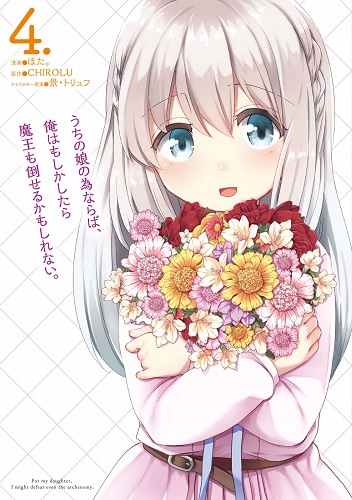 4.
漫画●ほた。
原作●CHIROLU
キャラクター原案●景・トリュフ
うちの娘の為ならば、
俺はもしかしたら
魔王も倒せるかもしれない。
For my daughter,
I might defeat even the archenemy.